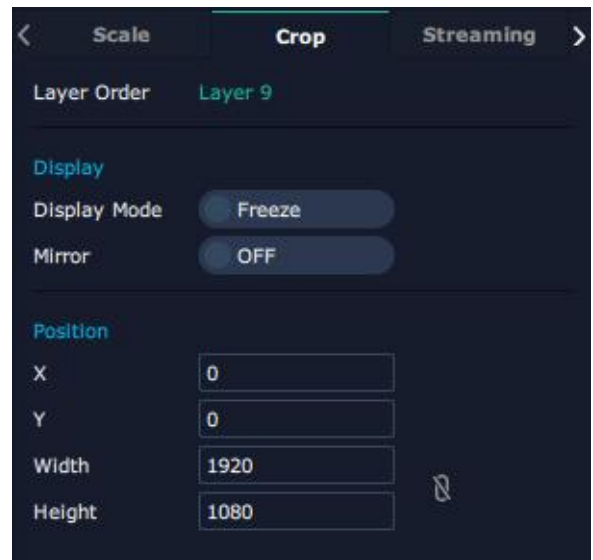 Scale Crop Streaming
Layer Order Layer 9
Display
Display Mode Freeze
Mirror OFF
Position
X 0
Y 0
Width 1920
Height 1080